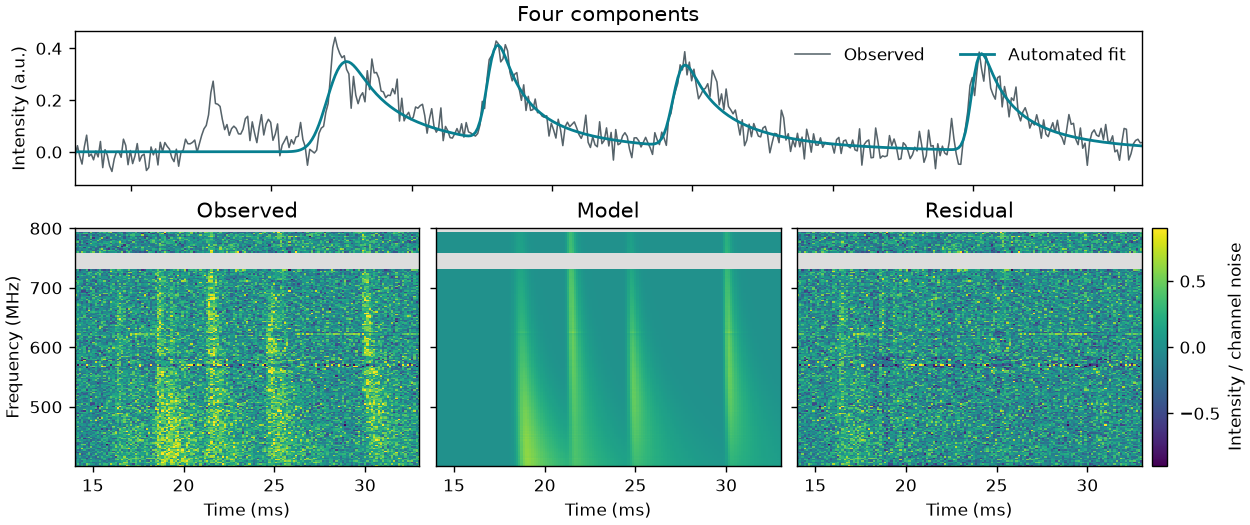 Four components
Intensity (a.u.)
0.4
0.2
0.0
Observed
Automated fit
Observed
Model
Residual
Frequency (MHz)
800
700
600
500
15 20 25 30
15 20 25 30
15 20 25 30
Time (ms)
Time (ms)
Time (ms)
0.5
0.0
−0.5
Intensity / channel noise